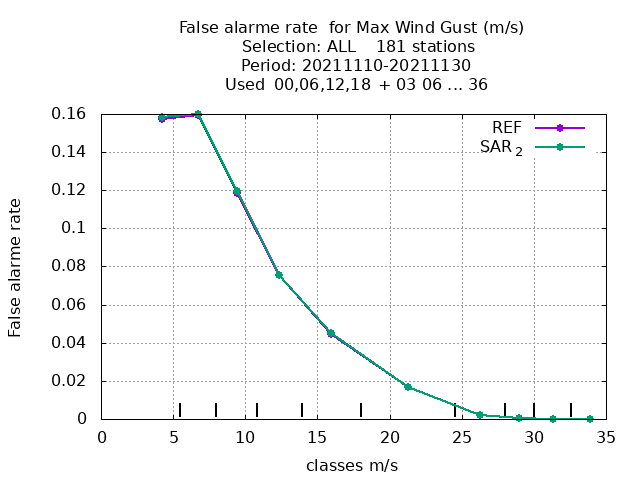 False alarme rate  for Max Wind Gust (m/s)
Selection: ALL    181 stations
Period: 20211110-20211130
Used  00,06,12,18  + 03 06 ... 36
REF
SAR 2
0.16
0.14
0.12
0.1
0.08
0.06
0.04
0.02
0
False alarme rate
0 5 10 15 20 25 30 35
classes m/s